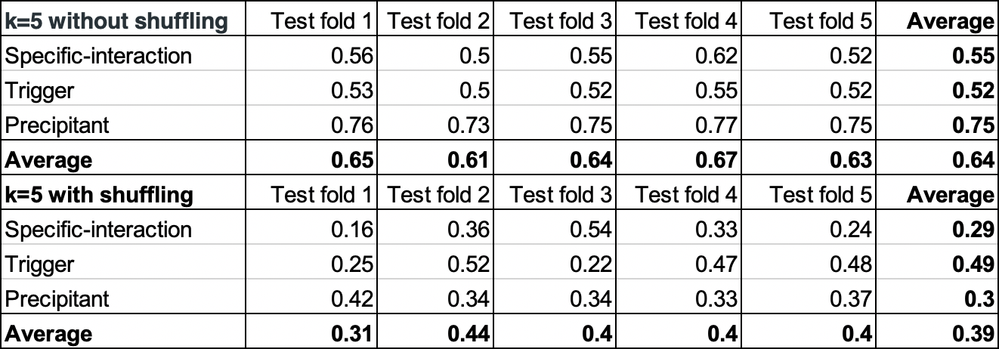 k=5 without shuffling Test fold 1 Test fold 2 Test fold 3 Test fold 4 Test fold 5 Average
Specific-interaction 0.56 0.5 0.55 0.62 0.52 0.55
Trigger 0.53 0.5 0.52 0.55 0.52 0.52
Precipitant 0.76 0.73 0.75 0.77 0.75 0.75
Average 0.65 0.61 0.64 0.67 0.63 0.64
k=5 with shuffling Test fold 1 Test fold 2 Test fold 3 Test fold 4 Test fold 5 Average
Specific-interaction 0.16 0.36 0.54 0.33 0.24 0.29
Trigger 0.25 0.52 0.22 0.47 0.48 0.49
Precipitant 0.42 0.34 0.34 0.33 0.37 0.3
Average 0.31 0.44 0.4 0.4 0.4 0.39